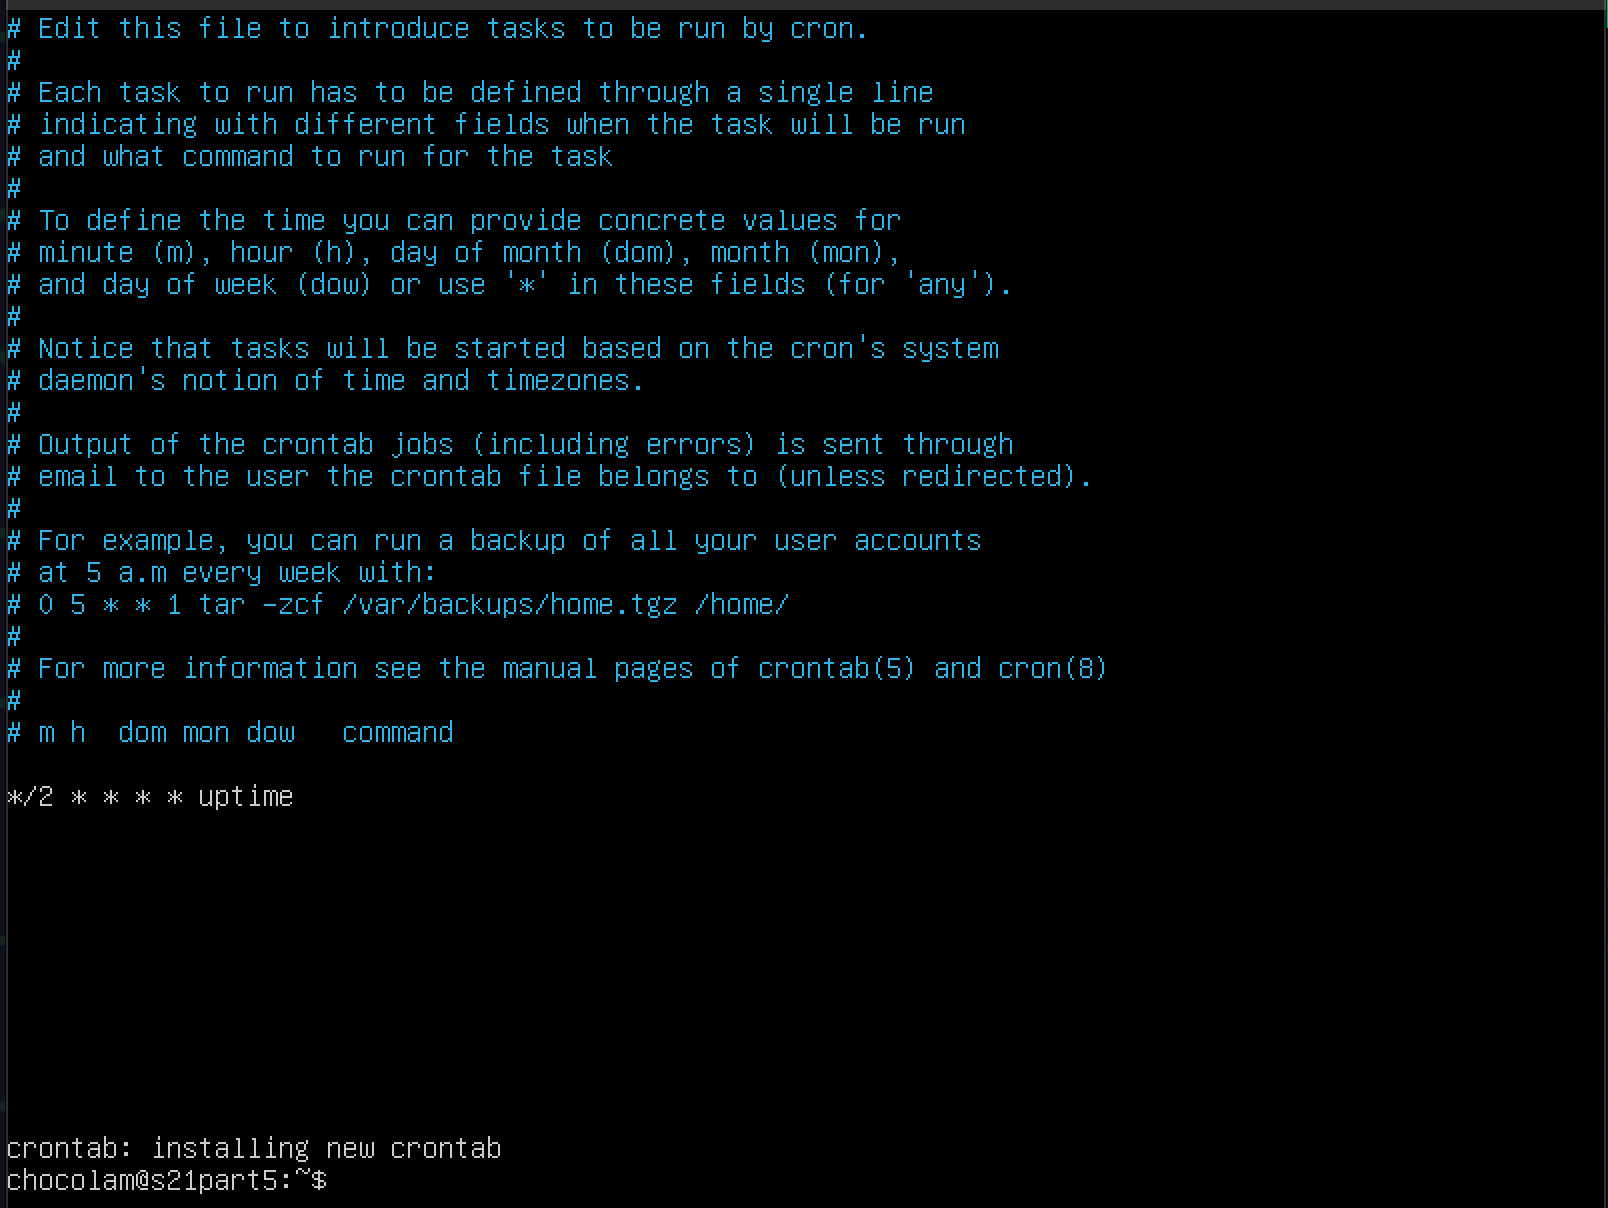 # Edit this file to introduce tasks to be run by cron.
#
# Each task to run has to be defined through a single line
# indicating with different fields when the task will be run
# and what command to run for the task
#
# To define the time you can provide concrete values for
# minute (m), hour (h), day of month (dom), month (mon),
# and day of week (dow) or use '*' in these fields (for 'any').
#
# Notice that tasks will be started based on the cron's system
# daemon's notion of time and timezones.
#
# Output of the crontab jobs (including errors) is sent through
# email to the user the crontab file belongs to (unless redirected).
#
# For example, you can run a backup of all your user accounts
# at 5 a.m every week with:
# 0 5 * * 1 tar -zcf /var/backups/home.tgz /home/
#
# For more information see the manual pages of crontab(5) and cron(8)
#
# m h  dom mon dow   command
*/2 * * * * uptime
crontab: installing new crontab
chocolam@s21part5:~$